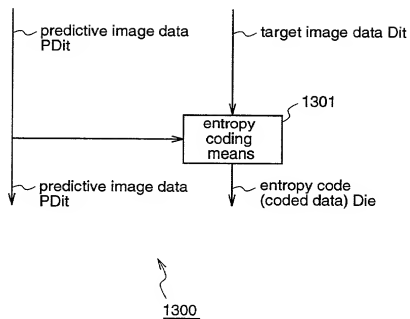 predictive image data
PDit
target image data Dit
1301
entropy
coding
means
predictive image data
PDit
entropy code
(coded data) Die
1300